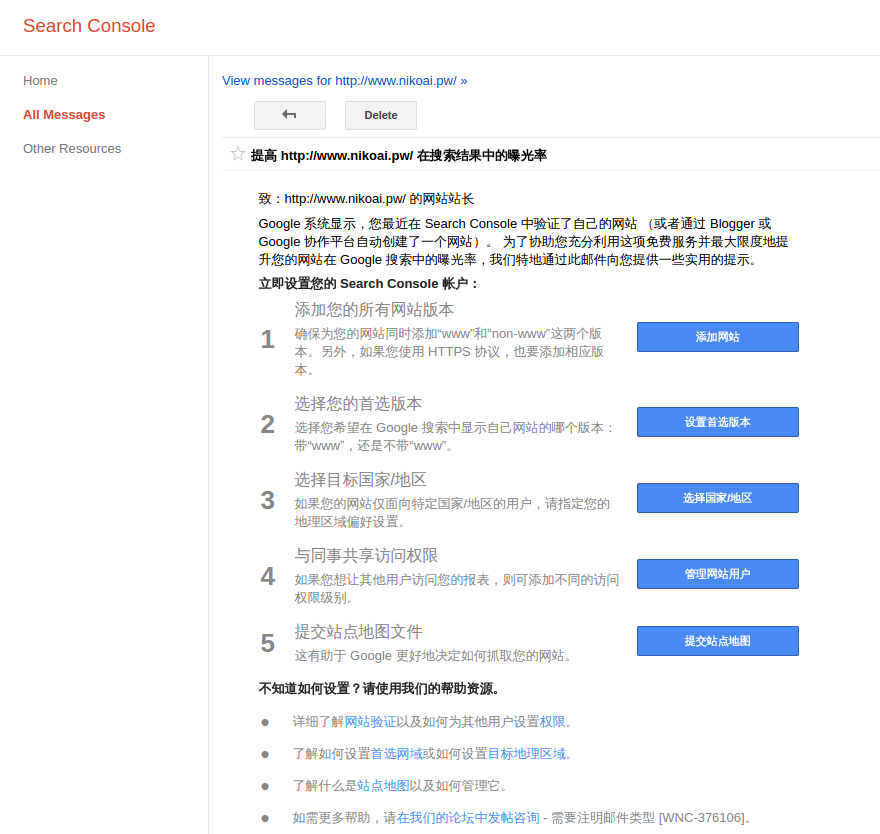 Search Console
Home
All Messages
Other Resources
View messages for http://www.nikoai.pw/ »
Delete
提高 http://www.nikoai.pw/ 在搜索结果中的曝光率
致：http://www.nikoai.pw/ 的网站站长
Google 系统显示，您最近在 Search Console 中验证了自己的网站 （或者通过 Blogger 或
Google 协作平台自动创建了一个网站）。 为了协助您充分利用这项免费服务并最大限度地提
升您的网站在 Google 搜索中的曝光率，我们特地通过此邮件向您提供一些实用的提示。
立即设置您的 Search Console 帐户：
添加您的所有网站版本
1
确保为您的网站同时添加“www”和“non-www”这两个版
本。另外，如果您使用 HTTPS 协议，也要添加相应版
本。
添加网站
选择您的首选版本
2
选择您希望在 Google 搜索中显示自己网站的哪个版本：
带“www”，还是不带“www”。
设置首选版本
选择目标国家/地区
3
如果您的网站仅面向特定国家/地区的用户，请指定您的
地理区域偏好设置。
选择国家/地区
与同事共享访问权限
4
如果您想让其他用户访问您的报表，则可添加不同的访问
权限级别。
管理网站用户
提交站点地图文件
5
这有助于 Google 更好地决定如何抓取您的网站。
提交站点地图
不知道如何设置？请使用我们的帮助资源。
● 详细了解网站验证以及如何为其他用户设置权限。
● 了解如何设置首选网域或如何设置目标地理区域。
● 了解什么是站点地图以及如何管理它。
● 如需更多帮助，请在我们的论坛中发帖咨询 - 需要注明邮件类型 [WNC-376106]。